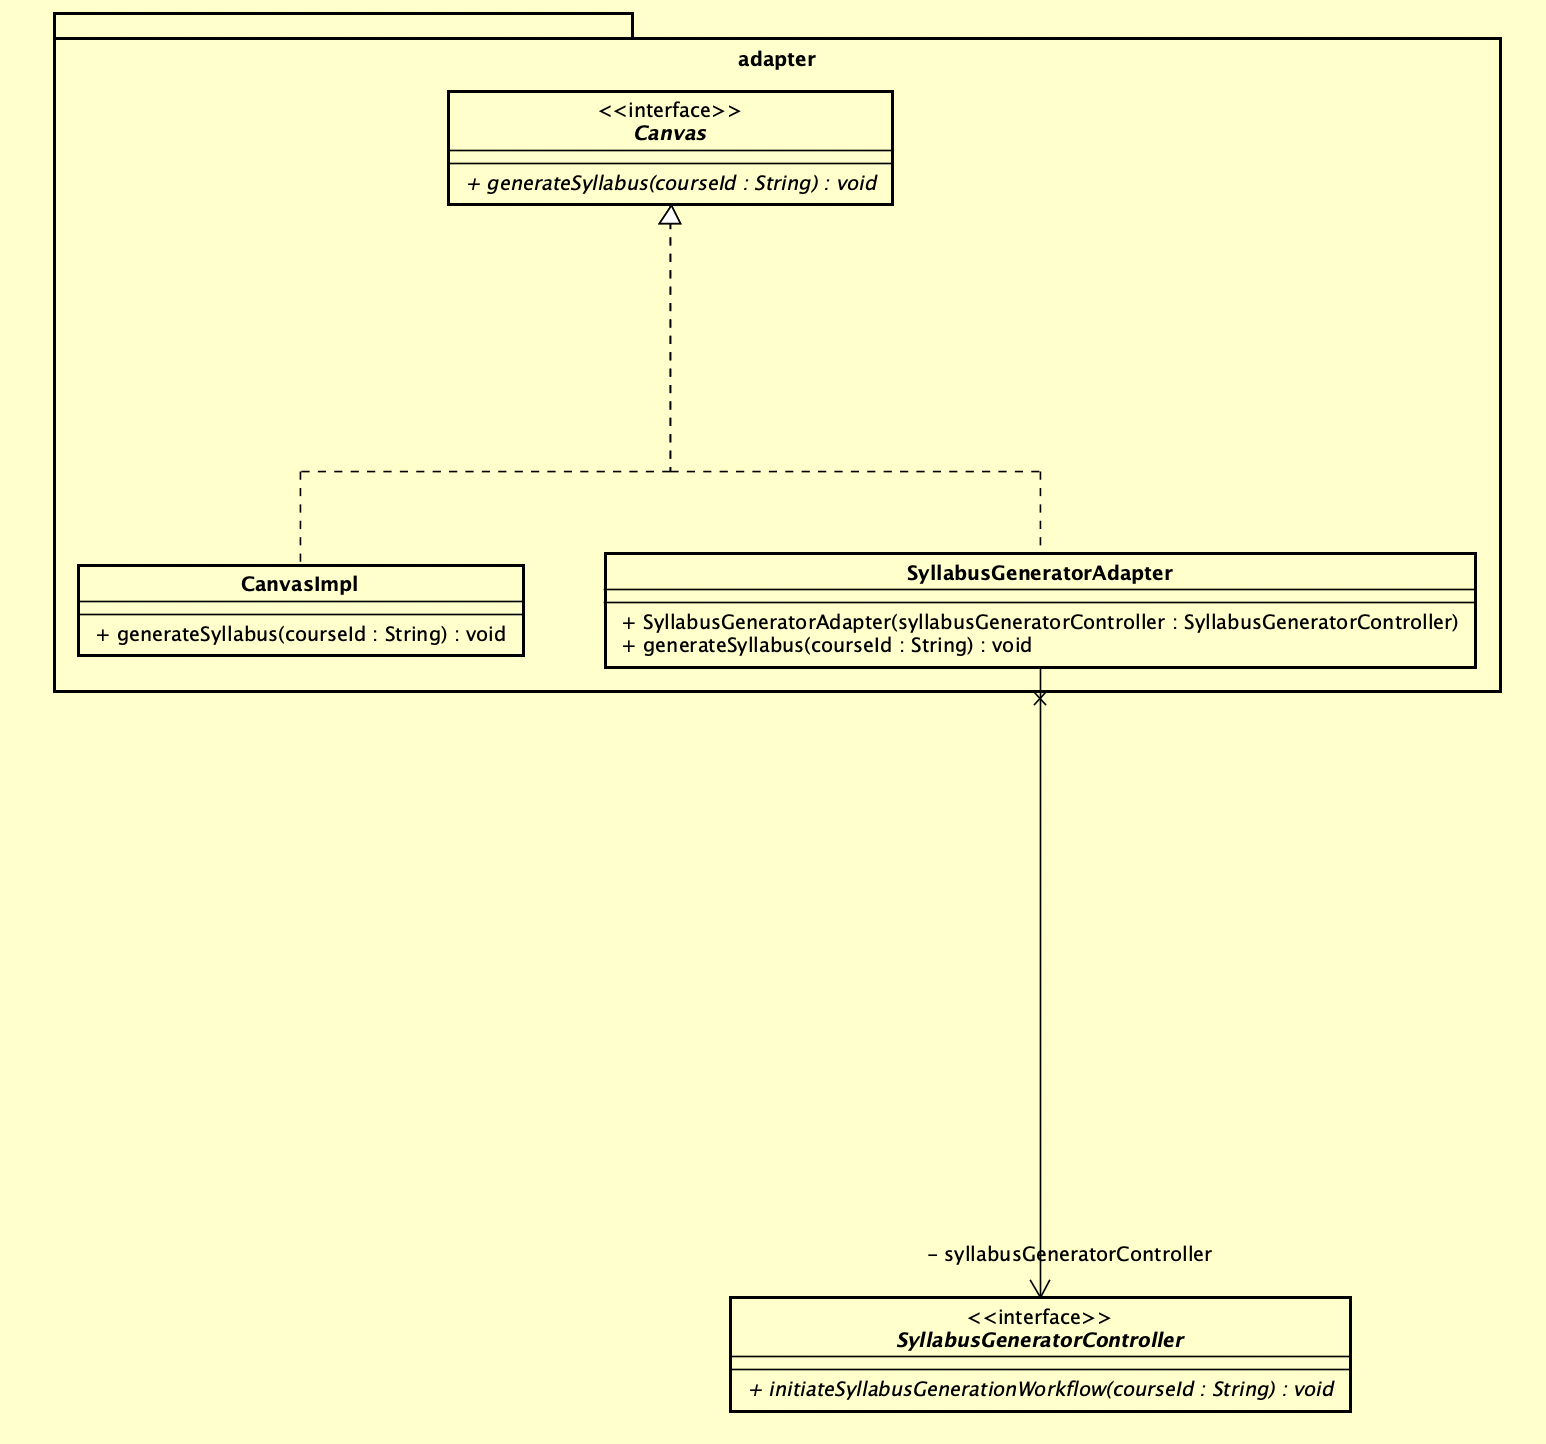 adapter
<<interface>>
Canvas
+ generateSyllabus(courseId : String) : void
CanvasImpl
+ generateSyllabus(courseId : String) : void
SyllabusGeneratorAdapter
+ SyllabusGeneratorAdapter(syllabusGeneratorController : SyllabusGeneratorController)
+ generateSyllabus(courseId : String) : void
- syllabusGeneratorController
<<interface>>
SyllabusGeneratorController
+ initiateSyllabusGenerationWorkflow(courseId : String) : void